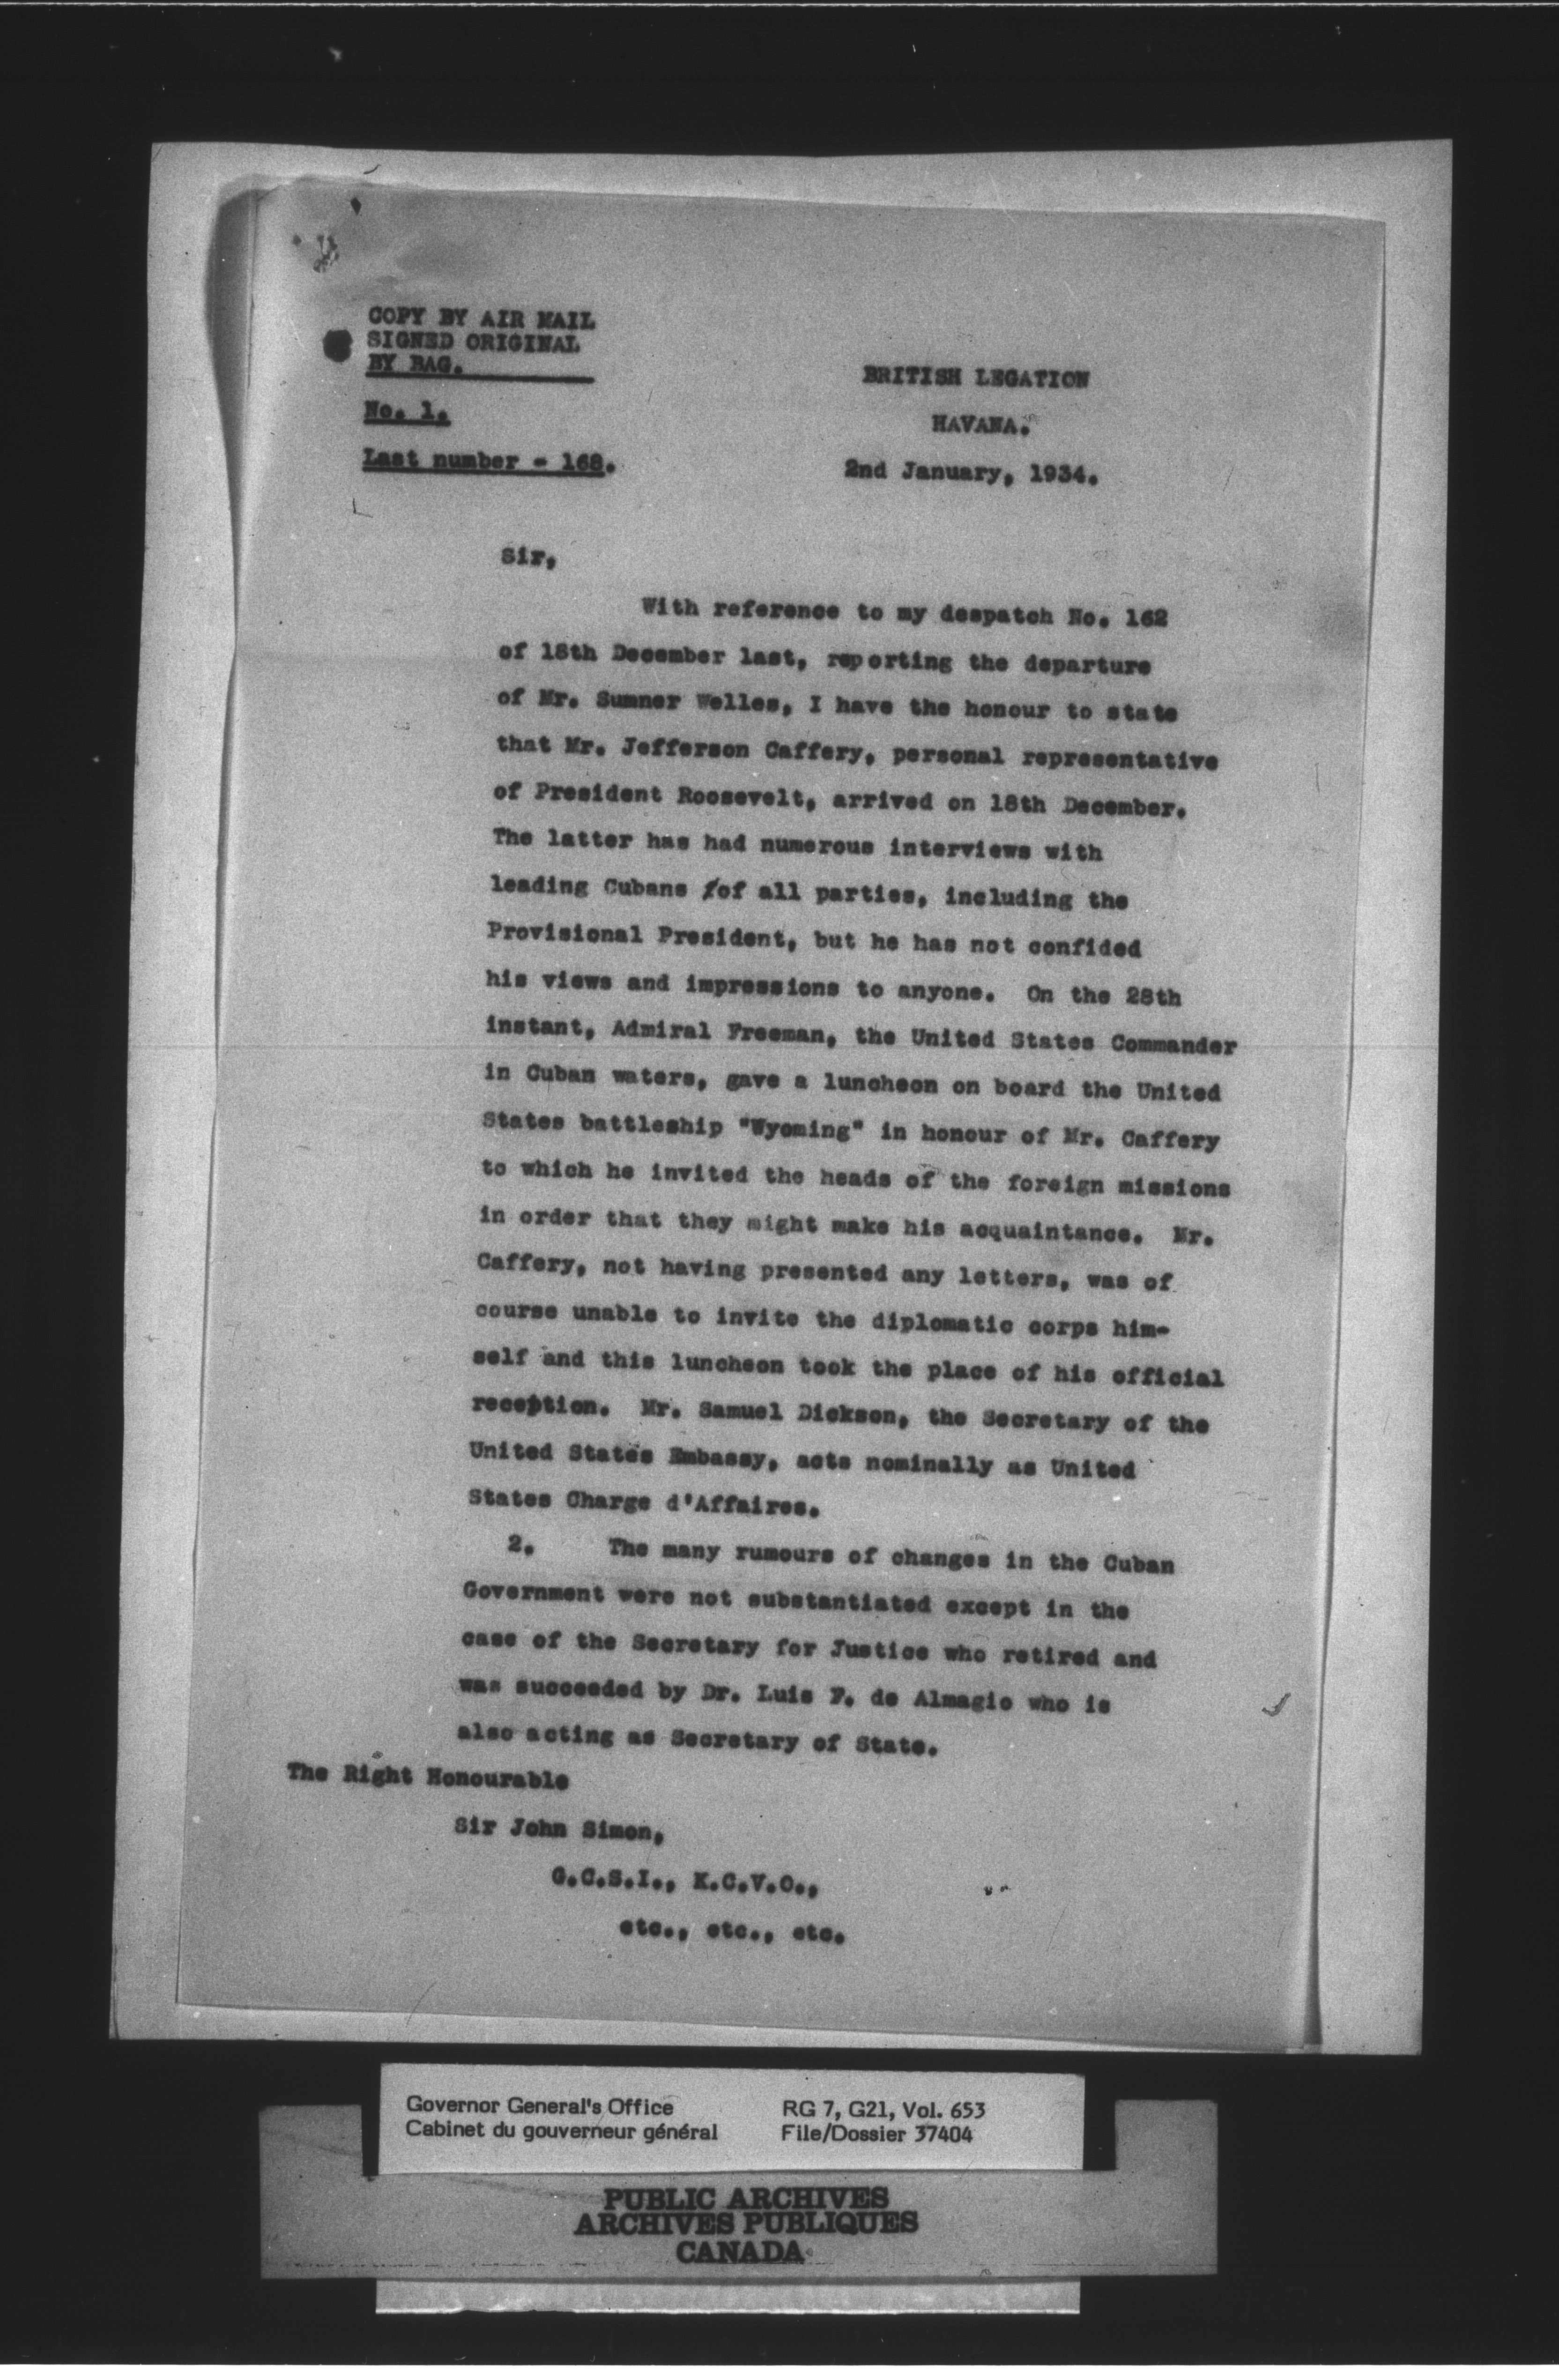 COPY BY AIR MAIL
SIGNED ORIGINAL
BY BAG.
No. 1.
Last number - 168.
BRITISH LEGATION
HAVANA.
2nd January, 1934.
Sir,
With reference to my despatch No. 162
of 18th December last, reporting the departure
of Mr. Sumner Welles, I have the honour to state
that Mr. Jefferson Caffery, personal representative
of President Roosevelt, arrived on 18th December.
The latter has had numerous interviews with
leading Cubans /of all parties, including the
Provisional President, but he has not confided
his views and impressions to anyone. On the 28th
instant, Admiral Freeman, the United States Commander
in Cuban waters, gave a luncheon on board the United
States battleship "Wyoming" in honour of Mr. Caffery
to which he invited the heads of the foreign missions
in order that they might make his acquaintance. Mr.
Caffery, not having presented any letters, was of
course unable to invite the diplomatic corps him-
self and this luncheon took the place of his official
reception. Mr. Samuel Dickson, the Secretary of the
United States Embassy, acts nominally as United
States Charge d'Affaires.
2. The many rumours of changes in the Cuban
Government were not substantiated except in the
case of the Secretary for Justice who retired and
was succeeded by Dr. Luis F. de Almagio who is
also acting as Secretary of State.
The Right Honourable
Sir John Simon,
G.C.S.I., K.C.V.O.,
etc., etc., etc.
Governor General's Office
Cabinet du gouverneur général
RG 7, G21, Vol. 653
File/Dossier 37404
PUBLIC ARCHIVES
ARCHIVES PUBLIQUES
CANADA